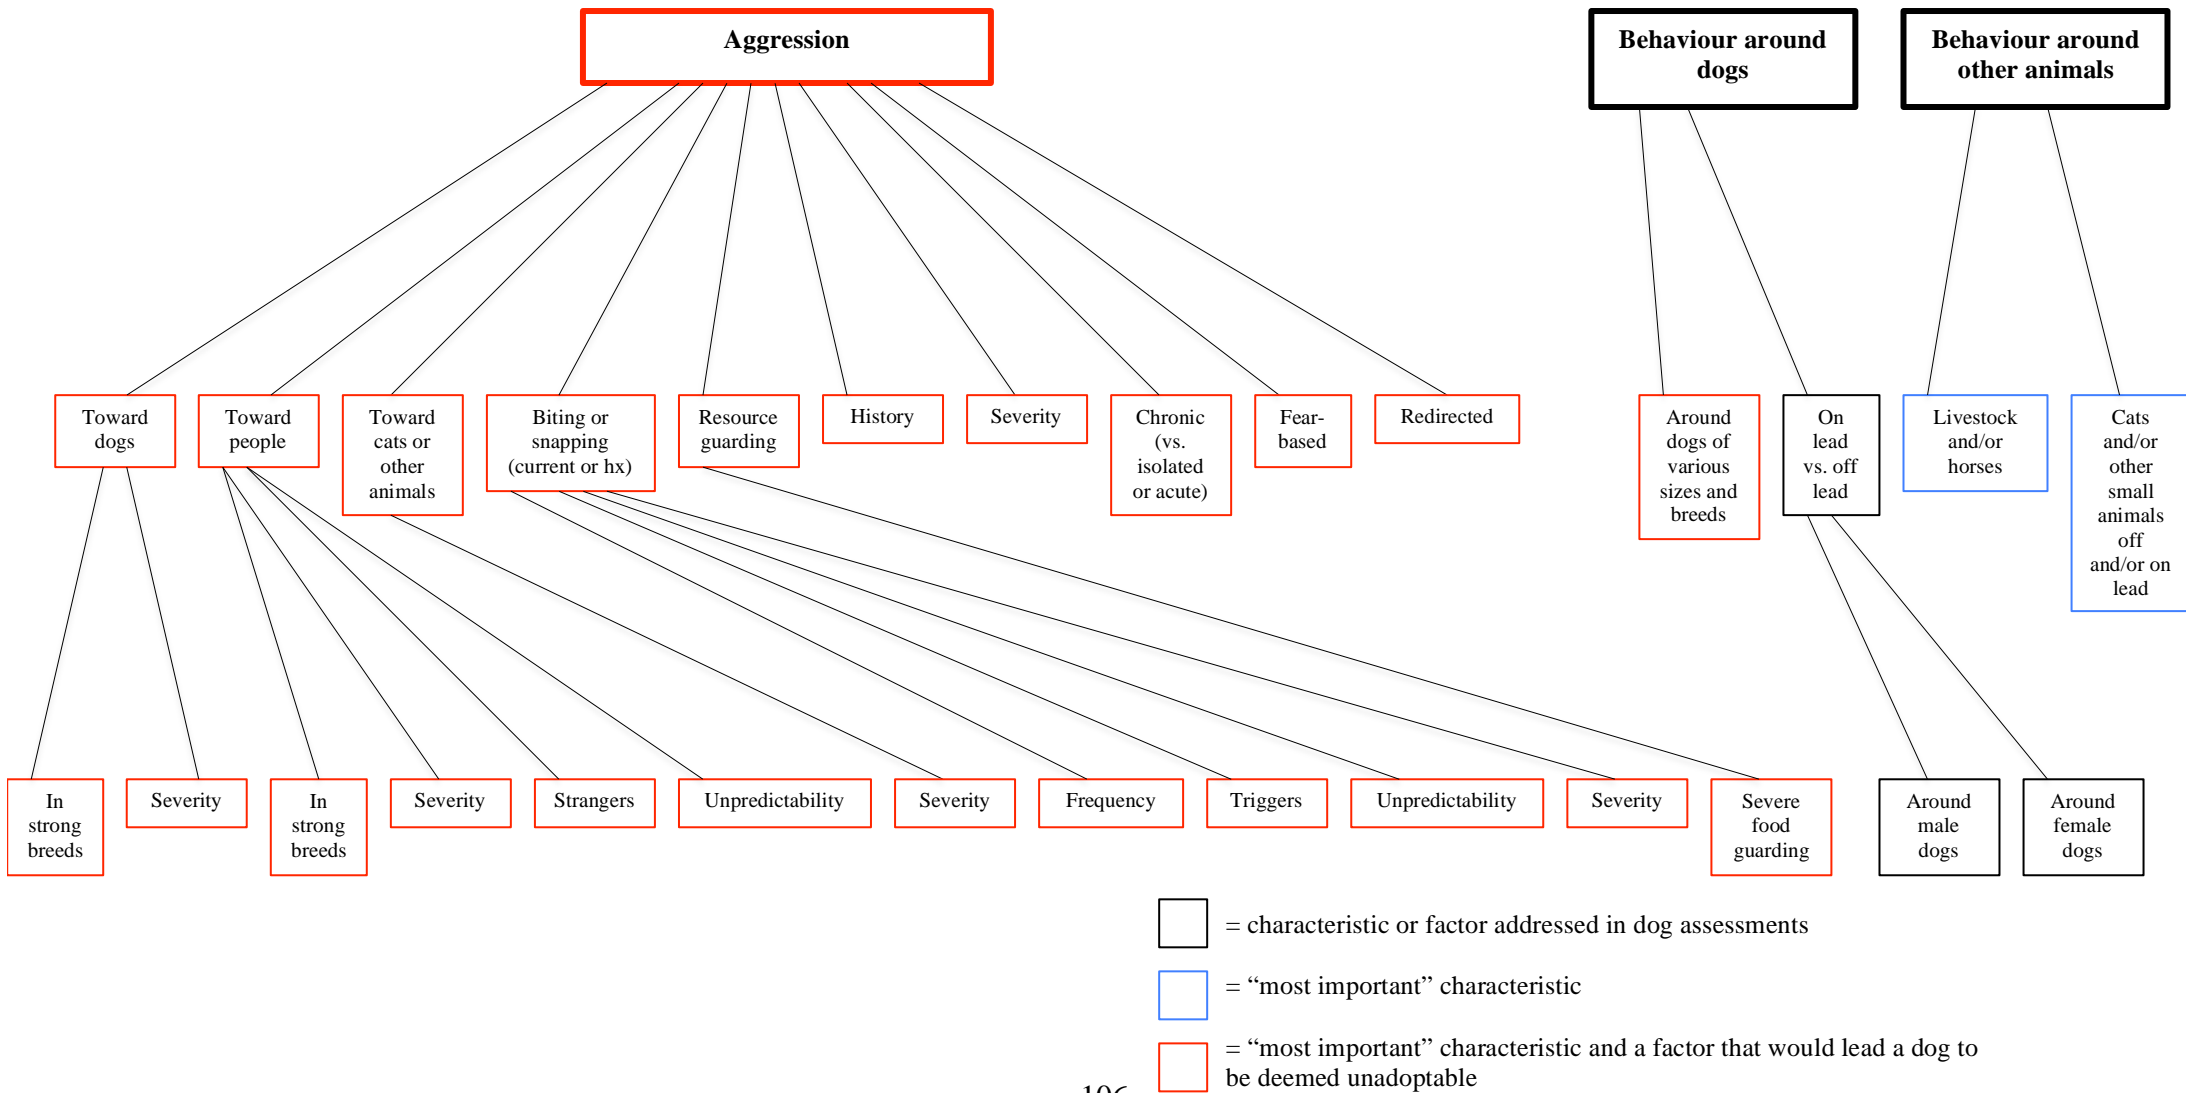 Aggression
Behaviour around
dogs
Behaviour around
other animals
Toward
dogs
Toward
people
Toward
cats or
other
animals
Biting or
snapping
(current or hx)
Resource
guarding
History
Severity
Chronic
(vs.
isolated
or acute)
Fear-
based
Redirected
Around
dogs of
various
sizes and
breeds
On
lead
vs. off
lead
Livestock
and/or
horses
Cats
and/or
other
small
animals
off
and/or on
lead
In
strong
breeds
Severity
In
strong
breeds
Severity
Strangers
Unpredictability
Severity
Frequency
Triggers
Unpredictability
Severity
Severe
food
guarding
Around
male
dogs
Around
female
dogs
= characteristic or factor addressed in dog assessments
= “most important” characteristic
= “most important” characteristic and a factor that would lead a dog to
be deemed unadoptable